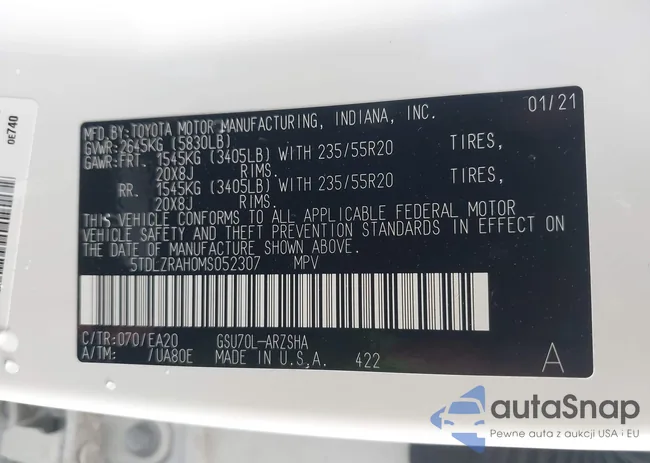 0E740
MFD.BY:TOYOTA MOTOR MANUFACTURING, INDIANA, INC. 01/21
GVWR:2645KG (5830LB)
GAWR:FRT. 1545KG (3405LB) WITH 235/55R20 TIRES,
20X8J RIMS.
RR. 1545KG (3405LB) WITH 235/55R20 TIRES,
20X8J RIMS.
THIS VEHICLE CONFORMS TO ALL APPLICABLE FEDERAL MOTOR
VEHICLE SAFETY AND THEFT PREVENTION STANDARDS IN EFFECT ON
THE DATE OF MANUFACTURE SHOWN ABOVE.
5TDLZRAH0MS052307 MPV
C/TR:070/EA20 GSU70L-ARZSHA
A/TM: /UA80E MADE IN U.S.A. 422 A
autaSnap
Pewne auta z aukcji USA i EU